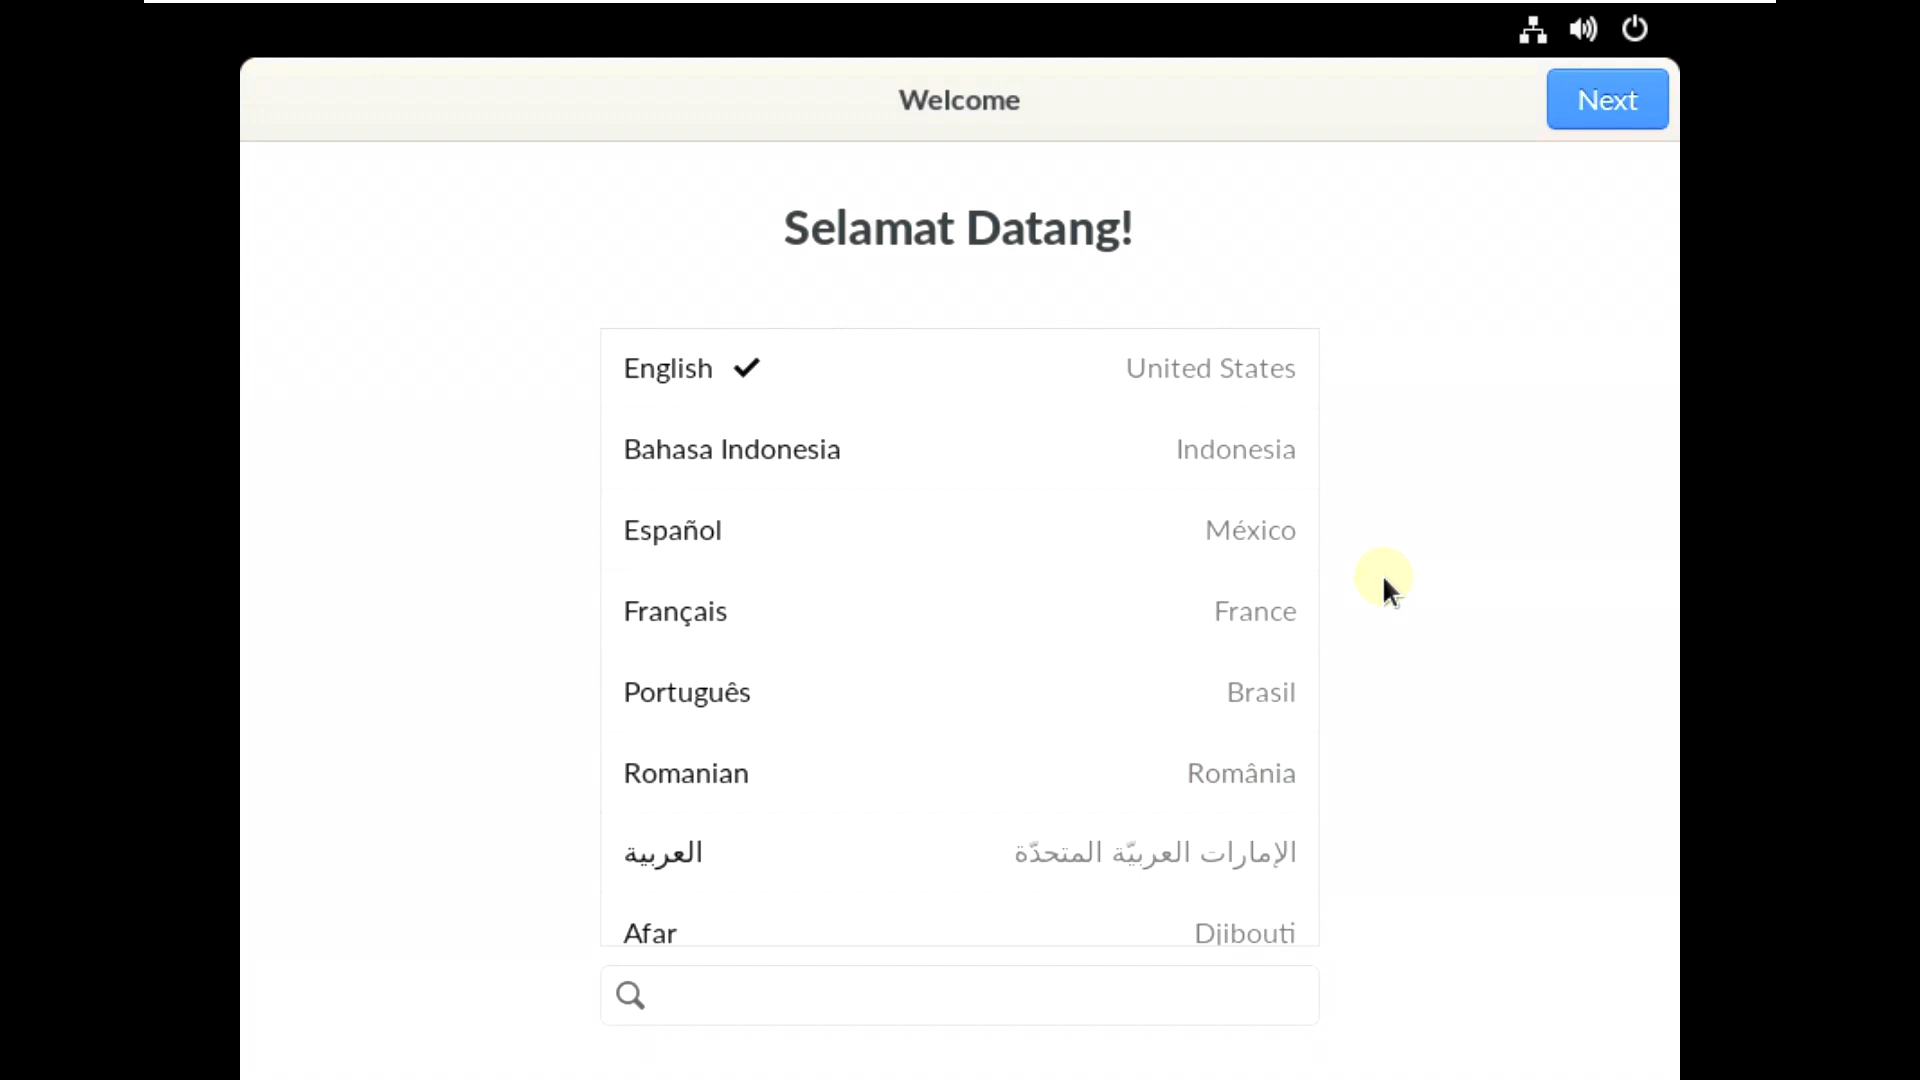 Welcome
Next
Selamat Datang!
English United States
Bahasa Indonesia Indonesia
Español México
Français France
Português Brasil
Romanian România
العربية الإمارات العربيّة المتحدّة
Afar Djibouti